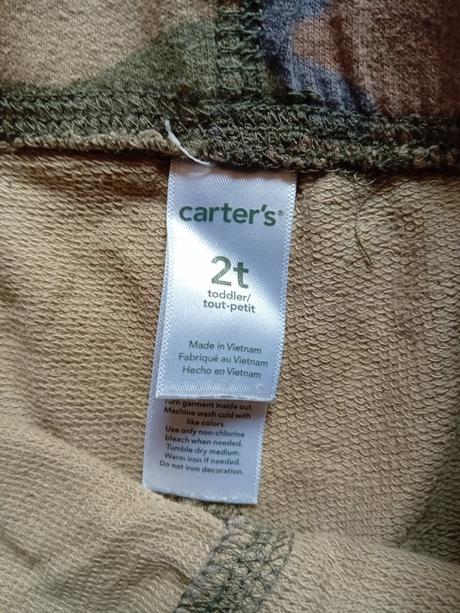 carter's®
2t
toddler/
tout-petit
Made in Vietnam
Fabriqué au Vietnam
Hecho en Vietnam
Turn garment inside out.
Machine wash cold with
like colors.
Use only non-chlorine
bleach when needed.
Tumble dry medium.
Warm iron if needed.
Do not iron decoration.